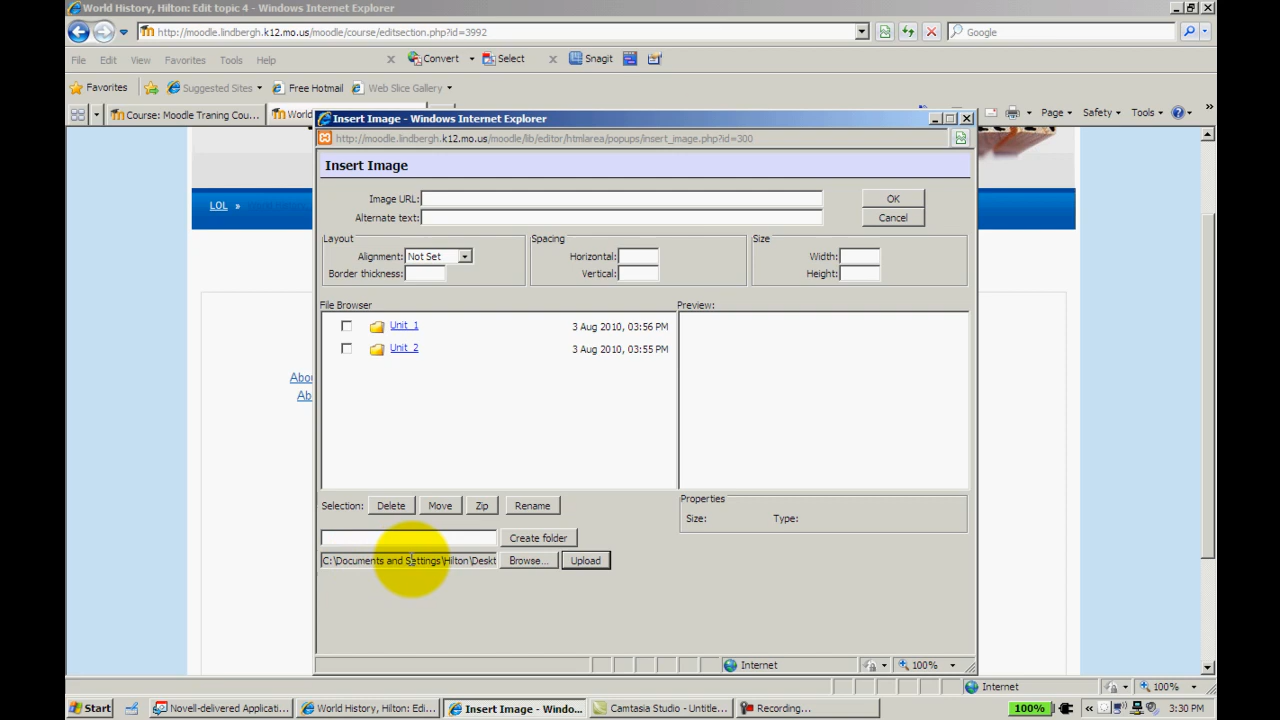 World History, Hilton: Edit topic 4 - Windows Internet Explorer
http://moodle.lindbergh.k12.mo.us/moodle/course/editsection.php?id=3992
Google
File Edit View Favorites Tools Help
x Convert Select x Snagit
Favorites Suggested Sites Free Hotmail Web Slice Gallery
Course: Moodle Traning Cou... World
Page Safety Tools »
Insert Image - Windows Internet Explorer
http://moodle.lindbergh.k12.mo.us/moodle/lib/editor/htmlarea/popups/insert_image.php?id=300
Insert Image
Image URL: OK
LOL »
Alternate text: Cancel
Layout Spacing Size
Alignment: Not Set Horizontal: Width:
Border thickness: Vertical: Height:
File Browser Preview:
Unit_1 3 Aug 2010, 03:56 PM
Unit_2 3 Aug 2010, 03:55 PM
Abou
Ab
Selection: Delete Move Zip Rename
Properties
Size: Type:
Create folder
C:\Documents and Settings\Hilton\Deskt Browse... Upload
Internet 100%
Internet 100%
Start Novell-delivered Applicati... World History, Hilton: Edi... Insert Image - Windo... Camtasia Studio - Untitle... Recording... 100% « 3:30 PM